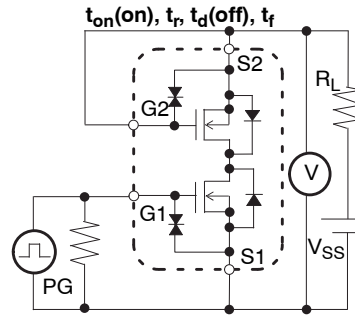 t_on(on), t_r, t_d(off), t_f
S2
R_L
G2
V
G1
V_SS
S1
PG